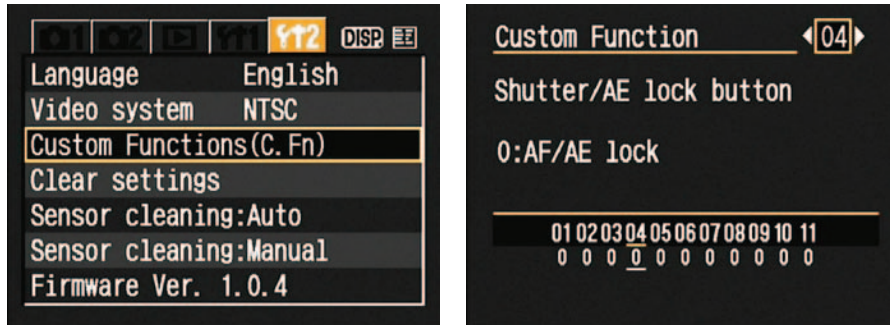 1 2 1 2 DISP.
Language English
Video system NTSC
Custom Functions(C.Fn)
Clear settings
Sensor cleaning:Auto
Sensor cleaning:Manual
Firmware Ver. 1.0.4
Custom Function 04
Shutter/AE lock button
0:AF/AE lock
01 02 03 04 05 06 07 08 09 10 11
0 0 0 0 0 0 0 0 0 0 0